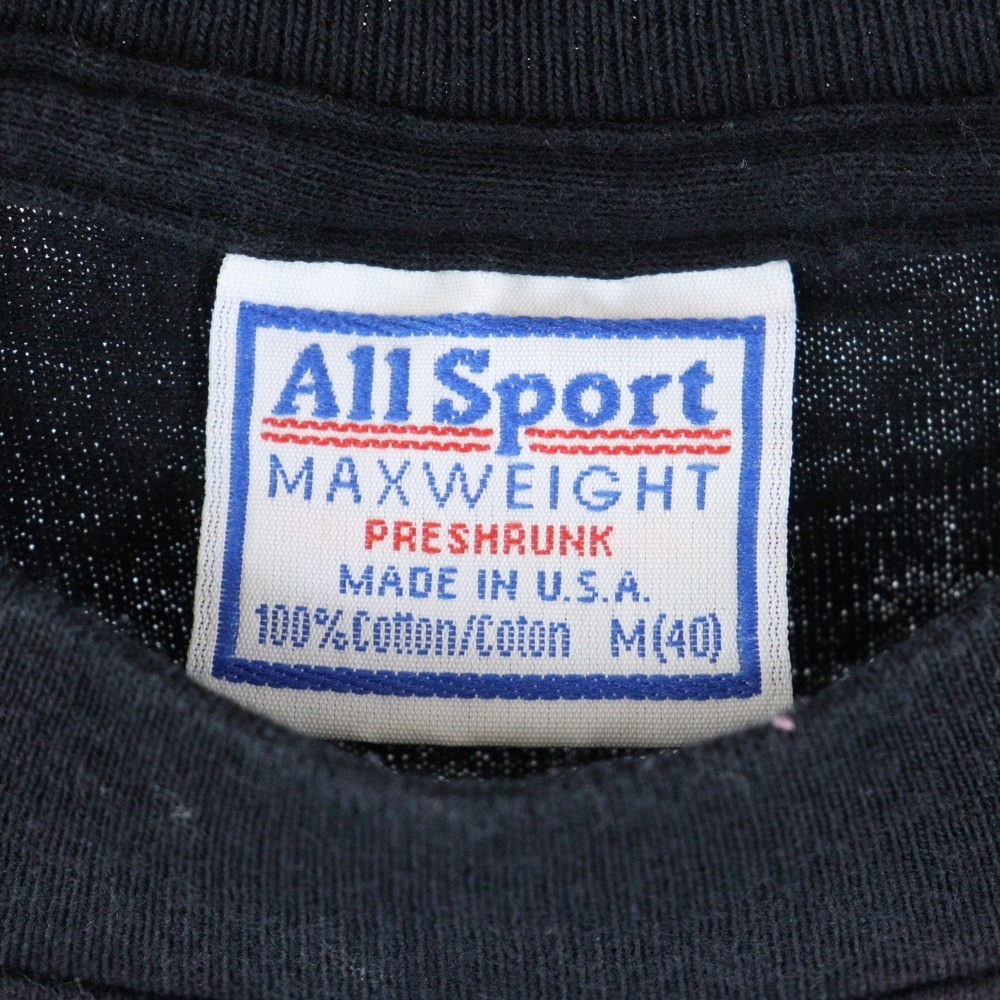 All Sport
MAXWEIGHT
PRESHRUNK
MADE IN U.S.A.
100%Cotton/Coton M(40)